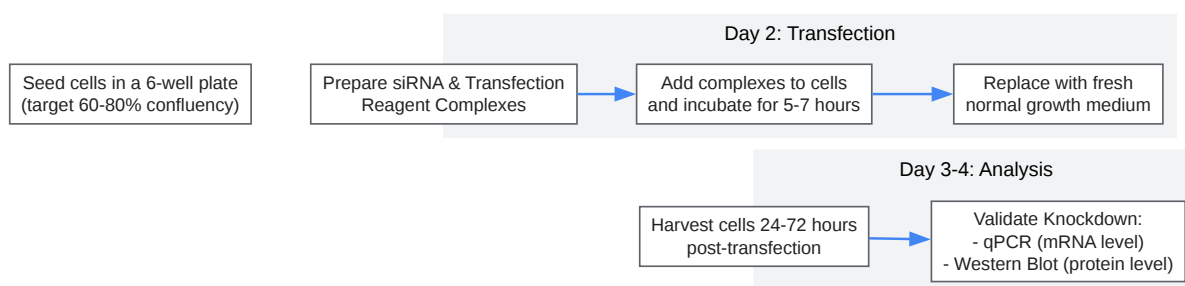 Day 2: Transfection
Seed cells in a 6-well plate
(target 60-80% confluency)
Prepare siRNA & Transfection
Reagent Complexes
Add complexes to cells
and incubate for 5-7 hours
Replace with fresh
normal growth medium
Day 3-4: Analysis
Harvest cells 24-72 hours
post-transfection
Validate Knockdown:
- qPCR (mRNA level)
- Western Blot (protein level)